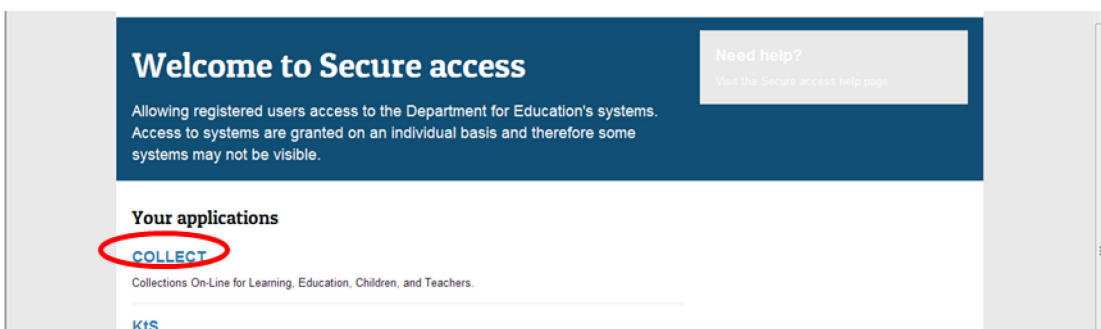 Welcome to Secure access
Need help?
Visit the Secure access help page
Allowing registered users access to the Department for Education's systems.
Access to systems are granted on an individual basis and therefore some
systems may not be visible.
Your applications
COLLECT
Collections On-Line for Learning, Education, Children, and Teachers.
KtS